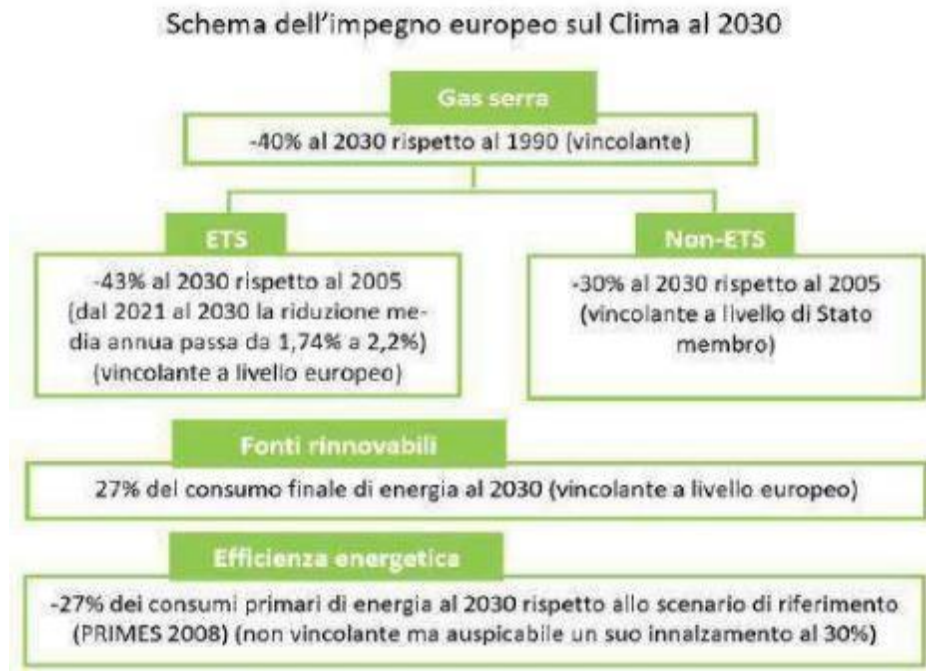 Schema dell'impegno europeo sul Clima al 2030
Gas serra
-40% al 2030 rispetto al 1990 (vincolante)
ETS
-43% al 2030 rispetto al 2005
(dal 2021 al 2030 la riduzione me-
dia annua passa da 1,74% a 2,2%)
(vincolante a livello europeo)
Non-ETS
-30% al 2030 rispetto al 2005
(vincolante a livello di Stato
membro)
Fonti rinnovabili
27% del consumo finale di energia al 2030 (vincolante a livello europeo)
Efficienza energetica
-27% dei consumi primari di energia al 2030 rispetto allo scenario di riferimento
(PRIMES 2008) (non vincolante ma auspicabile un suo innalzamento al 30%)